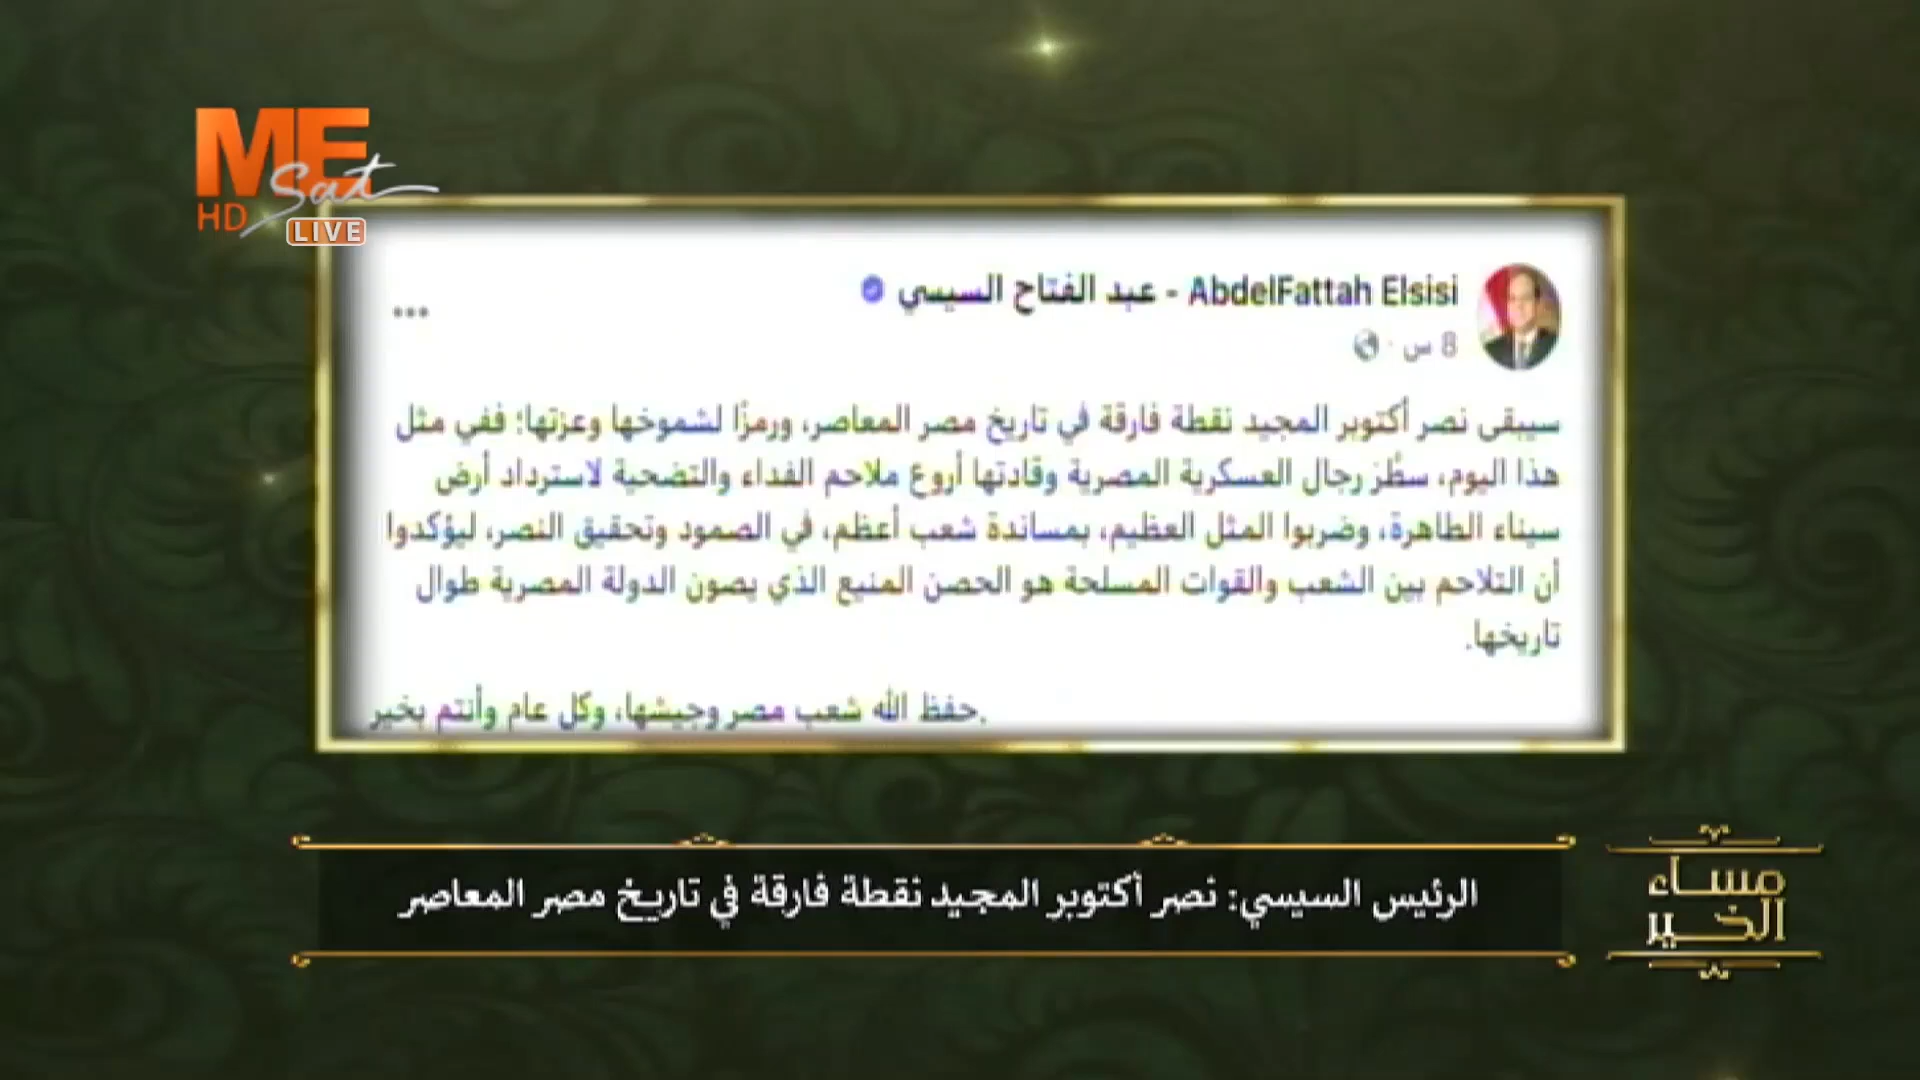 ME
Sat
HD
LIVE
AbdelFattah Elsisi - عبد الفتاح السيسي
8 س ·
سيبقى نصر أكتوبر المجيد نقطة فارقة في تاريخ مصر المعاصر، ورمزًا لشموخها وعزتها؛ ففي مثل
هذا اليوم، سطّر رجال العسكرية المصرية وقادتها أروع ملاحم الفداء والتضحية لاسترداد أرض
سيناء الطاهرة، وضربوا المثل العظيم، بمساندة شعب أعظم، في الصمود وتحقيق النصر، ليؤكدوا
أن التلاحم بين الشعب والقوات المسلحة هو الحصن المنيع الذي يصون الدولة المصرية طوال
تاريخها.
حفظ الله شعب مصر وجيشها، وكل عام وأنتم بخير.
الرئيس السيسي: نصر أكتوبر المجيد نقطة فارقة في تاريخ مصر المعاصر
مساء
الخير